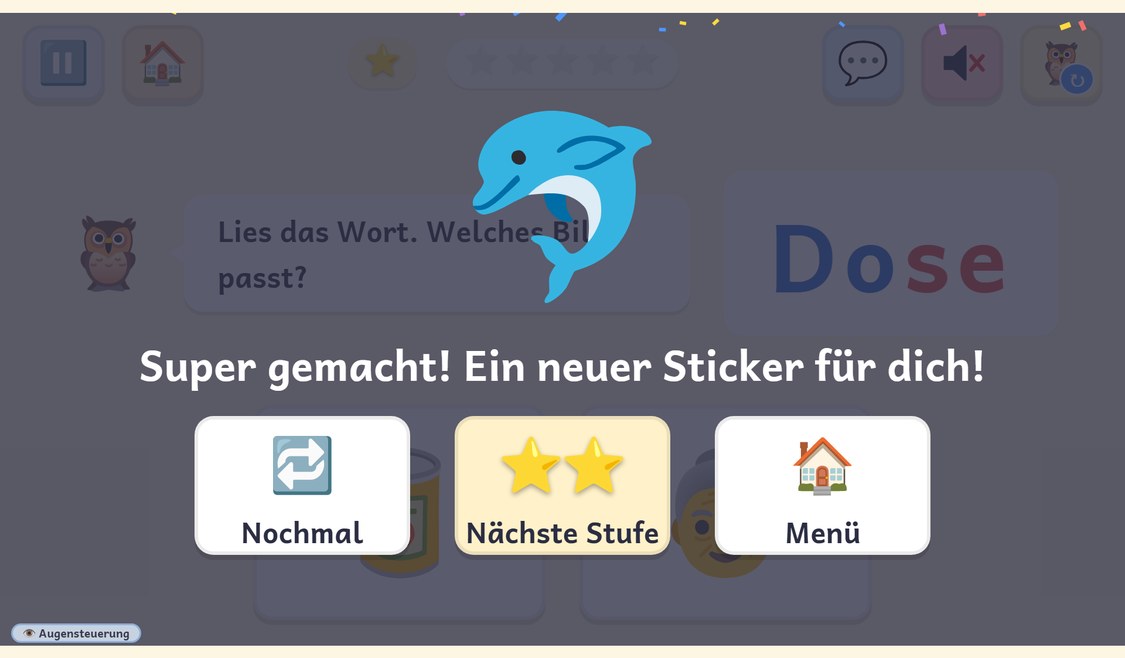 Lies das Wort. Welches Bil
passt?
Dose
Super gemacht! Ein neuer Sticker für dich!
Nochmal
Nächste Stufe
Menü
Augensteuerung